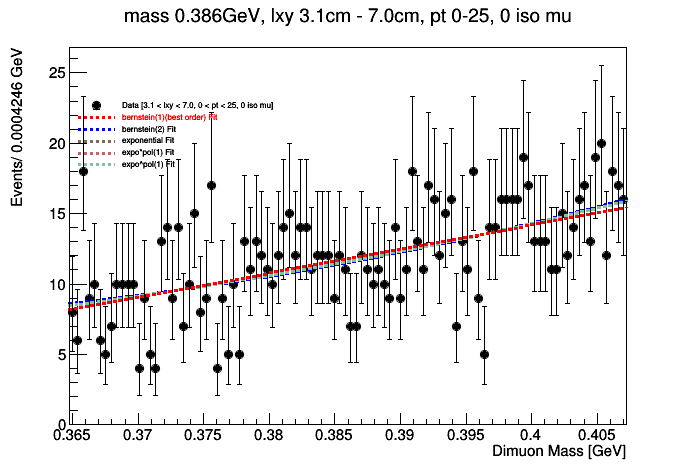 mass 0.386GeV, lxy 3.1cm - 7.0cm, pt 0-25, 0 iso mu
Events/ 0.0004246 GeV
25
20
15
10
5
0
Data [3.1 < lxy < 7.0, 0 < pt < 25, 0 iso mu]
bernstein(1)(best order) Fit
bernstein(2) Fit
exponential Fit
expo*pol(1) Fit
expo^pol(1) Fit
0.365 0.37 0.375 0.38 0.385 0.39 0.395 0.4 0.405
Dimuon Mass [GeV]